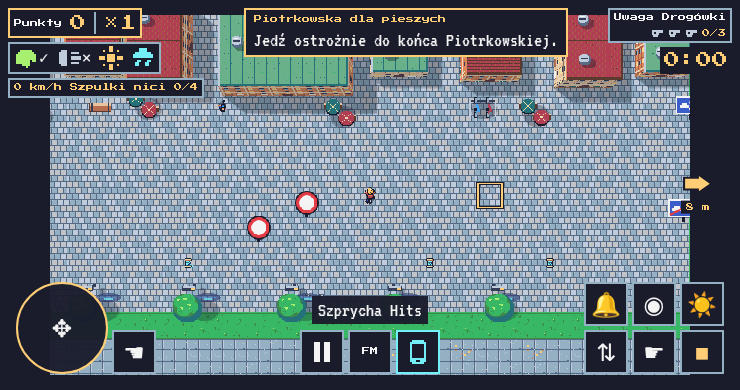 Punkty 0 x1
Piotrkowska dla pieszych
Jedź ostrożnie do końca Piotrkowskiej.
Uwaga Drogówki
0/3
0:00
0 km/h Szpulki nici 0/4
8 m
Szprycha Hits
FM